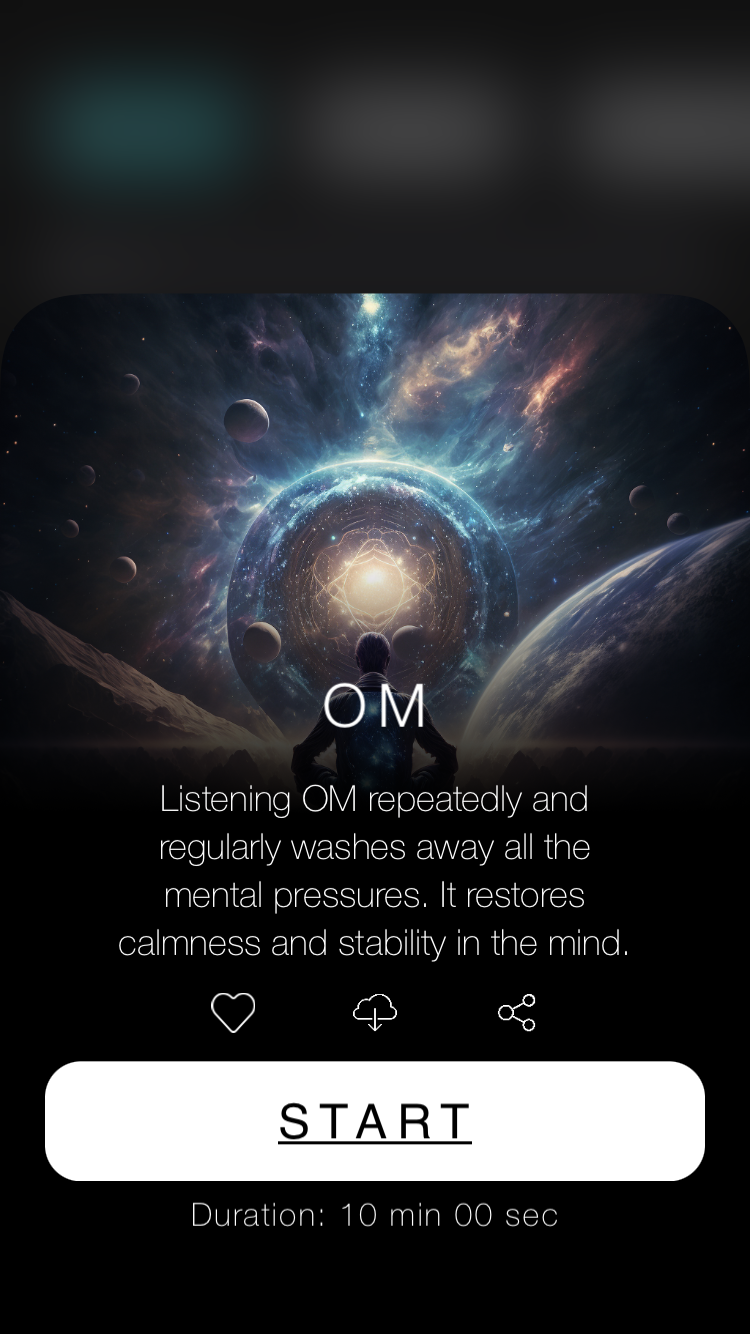 OM
Listening OM repeatedly and
regularly washes away all the
mental pressures. It restores
calmness and stability in the mind.
START
Duration: 10 min 00 sec